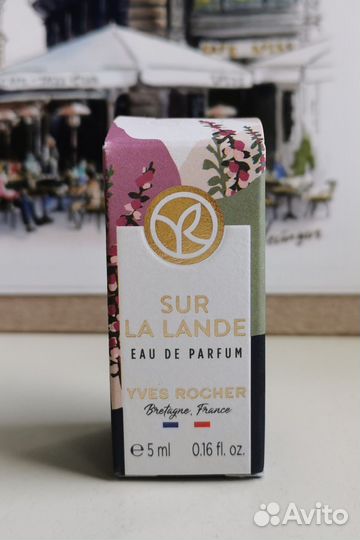 SUR
LA LANDE
EAU DE PARFUM
YVES ROCHER
Bretagne, France
℮ 5 ml 0.16 fl. oz.
Avito